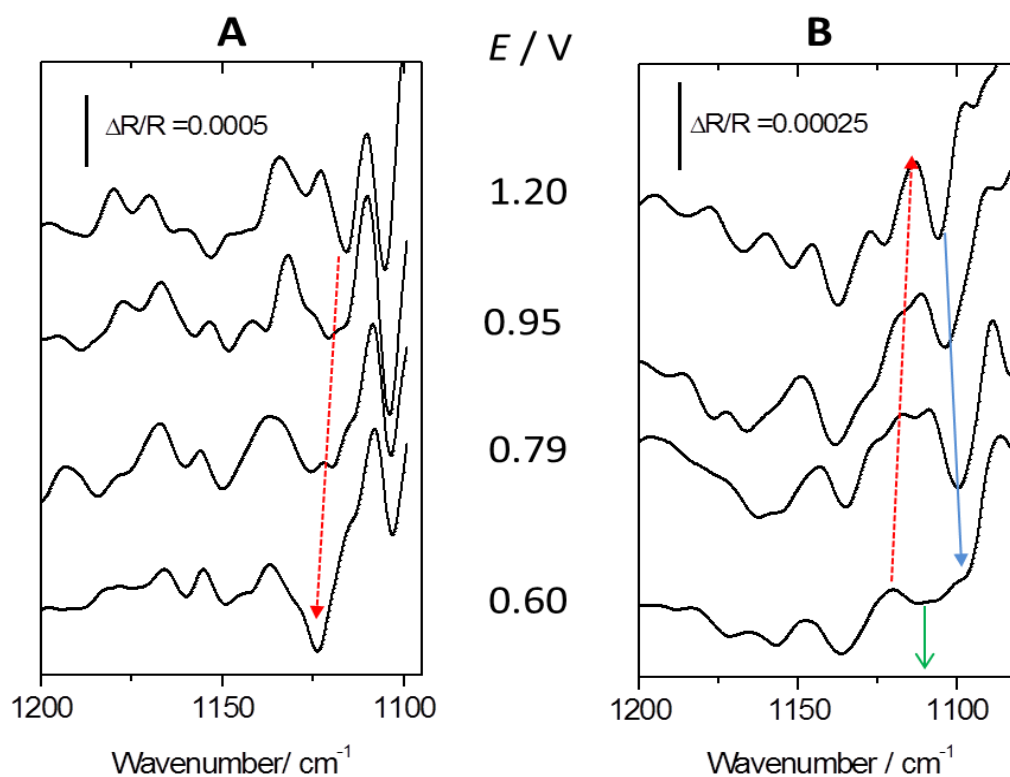 A
E / V
B
ΔR/R =0.0005
ΔR/R =0.00025
1.20
0.95
0.79
0.60
1200 1150 1100
1200 1150 1100
Wavenumber/ cm⁻¹
Wavenumber / cm⁻¹